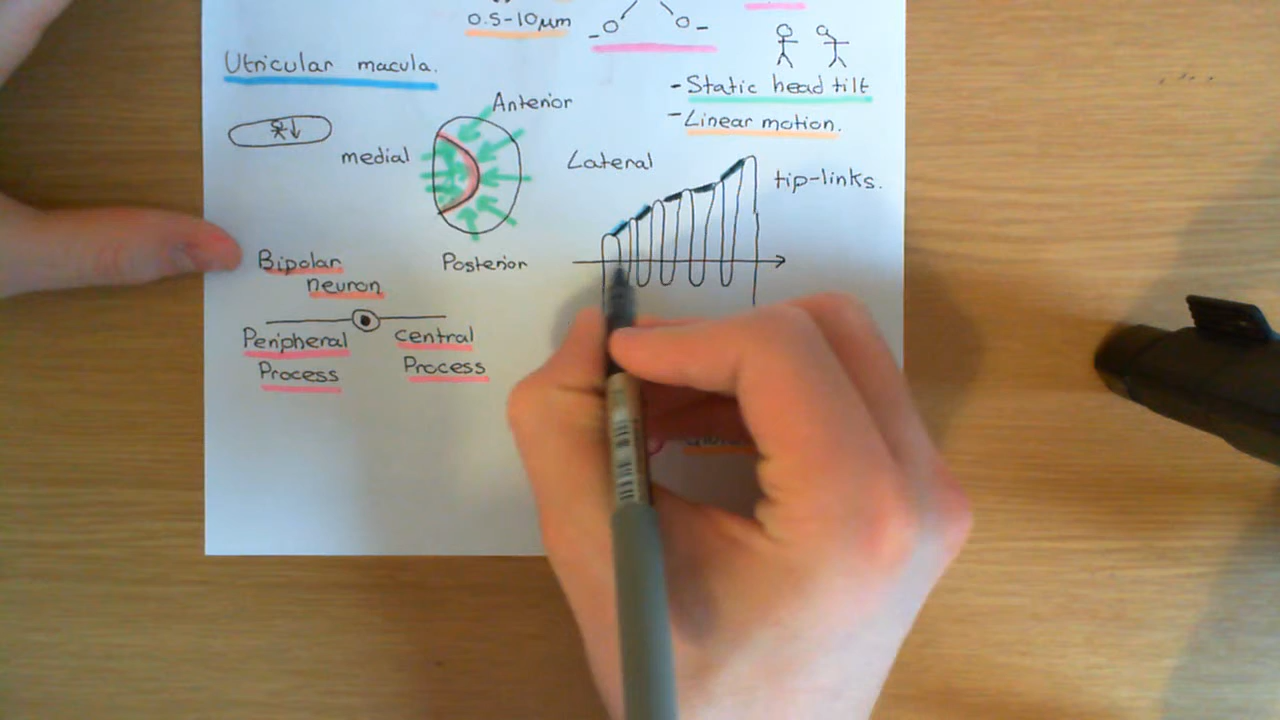 0.5-10μm
Utricular macula.
- Static head tilt
- Linear motion.
Anterior
medial
Lateral
tip-links.
Posterior
Bipolar
neuron
Peripheral
Process
central
Process